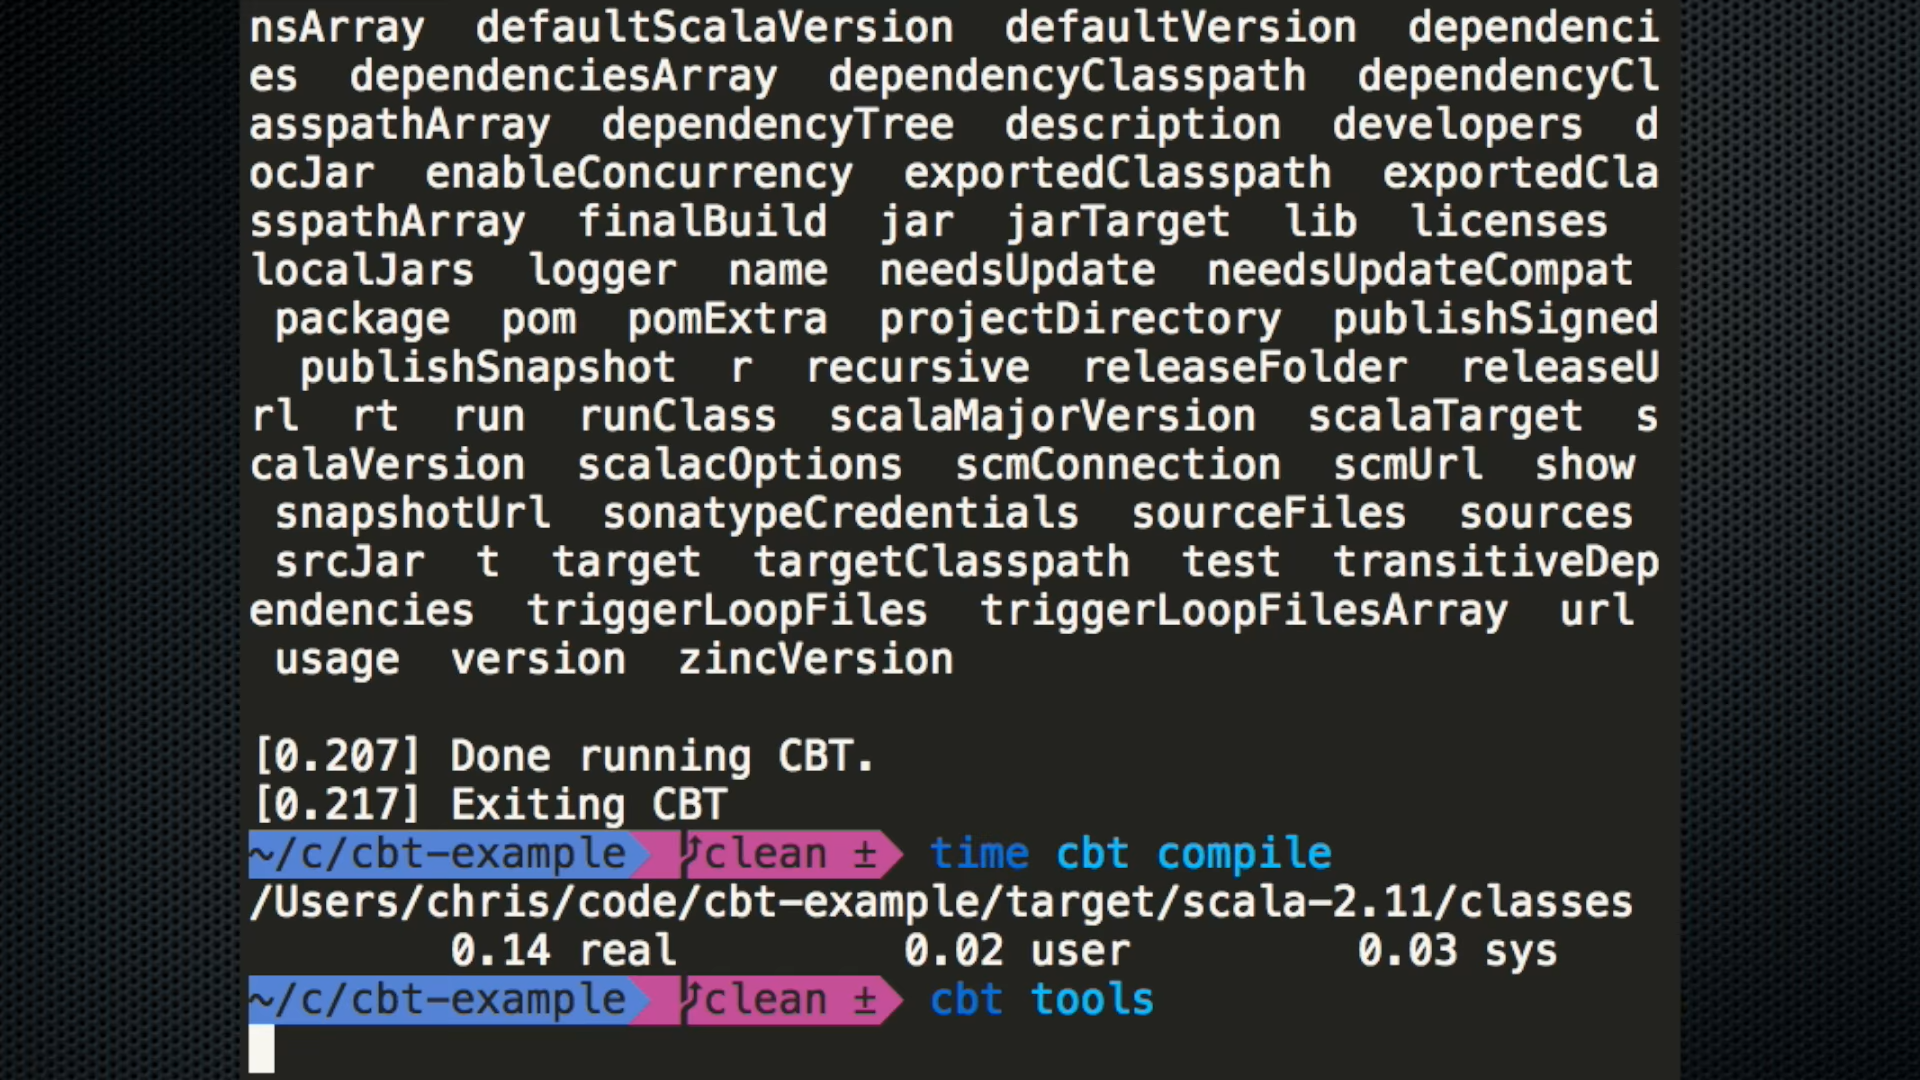 nsArray  defaultScalaVersion  defaultVersion  dependenci
es  dependenciesArray  dependencyClasspath  dependencyCl
asspathArray  dependencyTree  description  developers  d
ocJar  enableConcurrency  exportedClasspath  exportedCla
sspathArray  finalBuild  jar  jarTarget  lib  licenses
localJars  logger  name  needsUpdate  needsUpdateCompat
package  pom  pomExtra  projectDirectory  publishSigned
publishSnapshot  r  recursive  releaseFolder  releaseU
rl  rt  run  runClass  scalaMajorVersion  scalaTarget  s
calaVersion  scalacOptions  scmConnection  scmUrl  show
snapshotUrl  sonatypeCredentials  sourceFiles  sources
srcJar  t  target  targetClasspath  test  transitiveDep
endencies  triggerLoopFiles  triggerLoopFilesArray  url
usage  version  zincVersion
[0.207] Done running CBT.
[0.217] Exiting CBT
~/c/cbt-example clean ± time cbt compile
/Users/chris/code/cbt-example/target/scala-2.11/classes
0.14 real 0.02 user 0.03 sys
~/c/cbt-example clean ± cbt tools